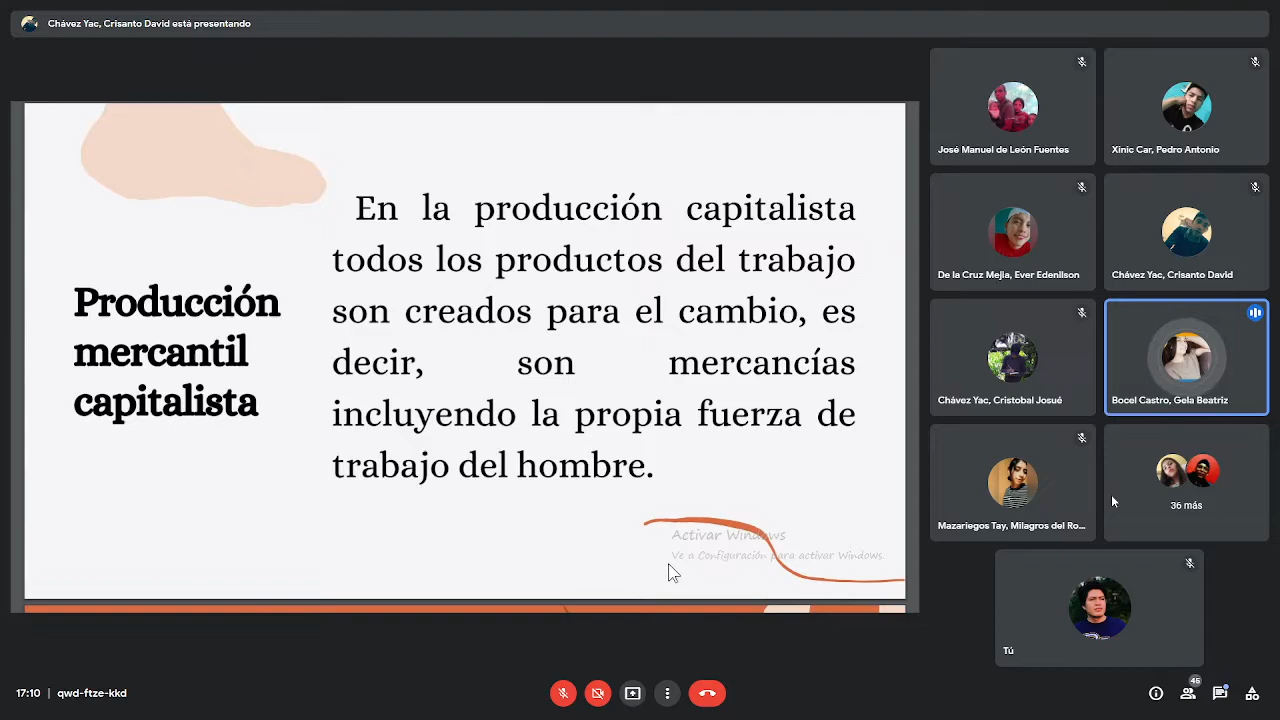 Chávez Yac, Crisanto David está presentando
Producción
mercantil
capitalista
En la producción capitalista
todos los productos del trabajo
son creados para el cambio, es
decir, son mercancías
incluyendo la propia fuerza de
trabajo del hombre.
Activar Windows
Ve a Configuración para activar Windows.
José Manuel de León Fuentes
Xinic Car, Pedro Antonio
De la Cruz Mejia, Ever Edenilson
Chávez Yac, Crisanto David
Chávez Yac, Cristobal Josué
Bocel Castro, Gela Beatriz
Mazariegos Tay, Milagros del Ro...
36 más
Tú
17:10 | qwd-ftze-kkd
45